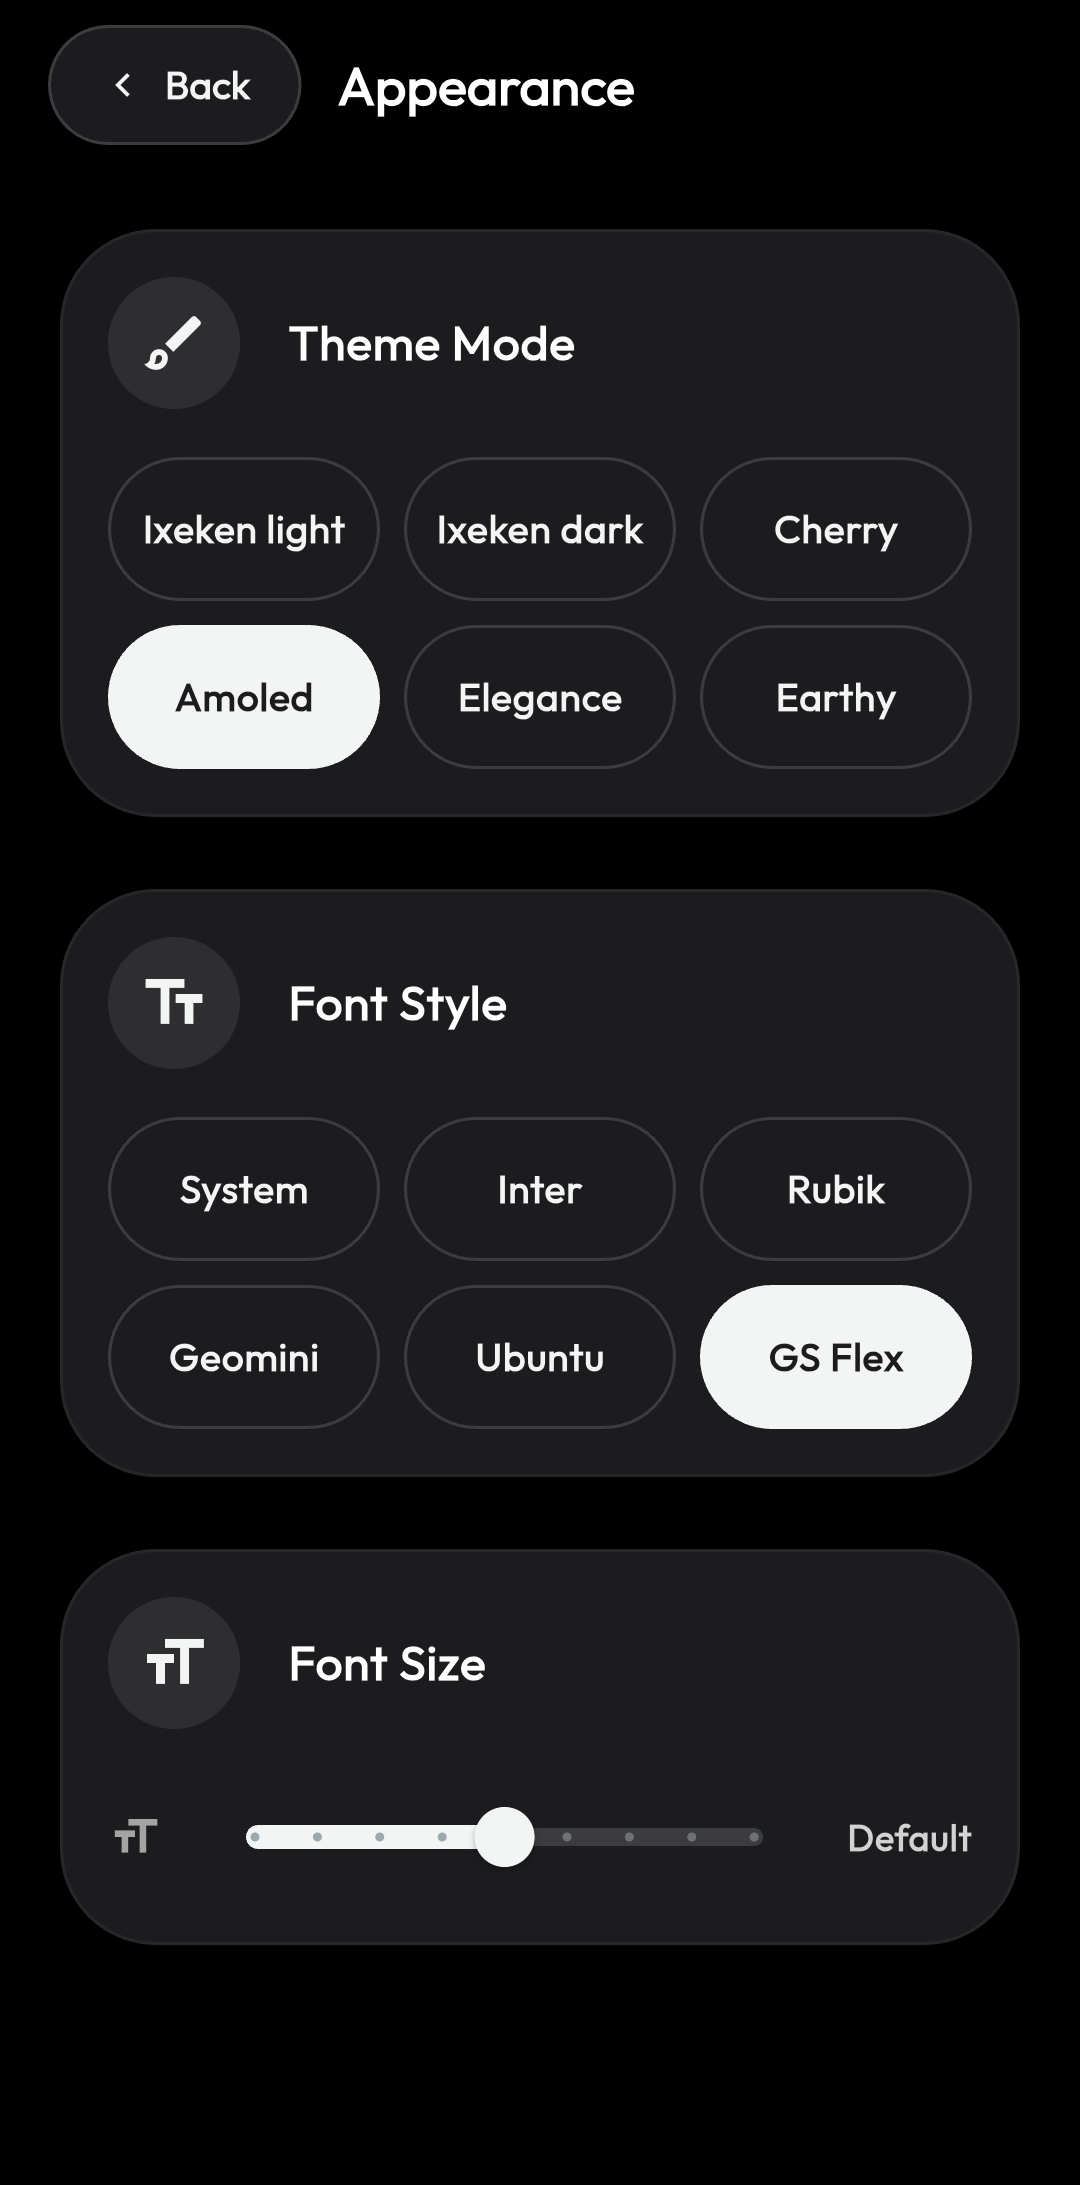 Back
Appearance
Theme Mode
Ixeken light
Ixeken dark
Cherry
Amoled
Elegance
Earthy
Font Style
System
Inter
Rubik
Geomini
Ubuntu
GS Flex
Font Size
Default